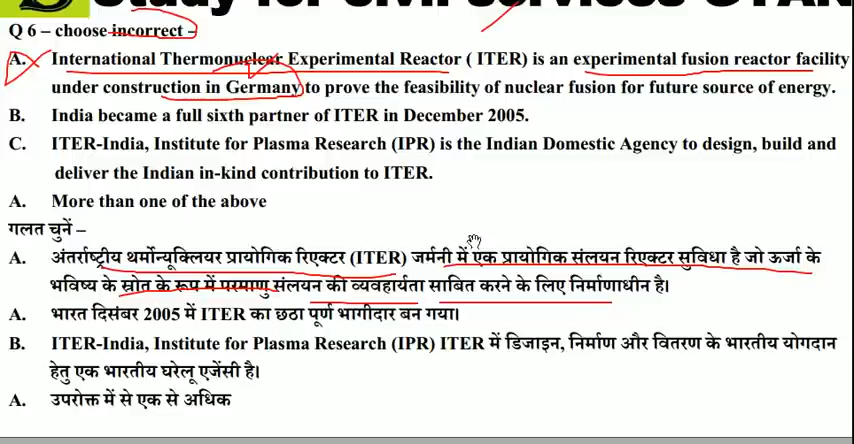 Study for Civil Services
Q 6 – choose incorrect –
A. International Thermonuclear Experimental Reactor ( ITER) is an experimental fusion reactor facility
under construction in Germany to prove the feasibility of nuclear fusion for future source of energy.
B. India became a full sixth partner of ITER in December 2005.
C. ITER-India, Institute for Plasma Research (IPR) is the Indian Domestic Agency to design, build and
deliver the Indian in-kind contribution to ITER.
A. More than one of the above
गलत चुनें –
A. अंतर्राष्ट्रीय थर्मोन्यूक्लियर प्रायोगिक रिएक्टर (ITER) जर्मनी में एक प्रायोगिक संलयन रिएक्टर सुविधा है जो ऊर्जा के
भविष्य के स्रोत के रूप में परमाणु संलयन की व्यवहार्यता साबित करने के लिए निर्माणाधीन है।
A. भारत दिसंबर 2005 में ITER का छठा पूर्ण भागीदार बन गया।
B. ITER-India, Institute for Plasma Research (IPR) ITER में डिजाइन, निर्माण और वितरण के भारतीय योगदान
हेतु एक भारतीय घरेलू एजेंसी है।
A. उपरोक्त में से एक से अधिक